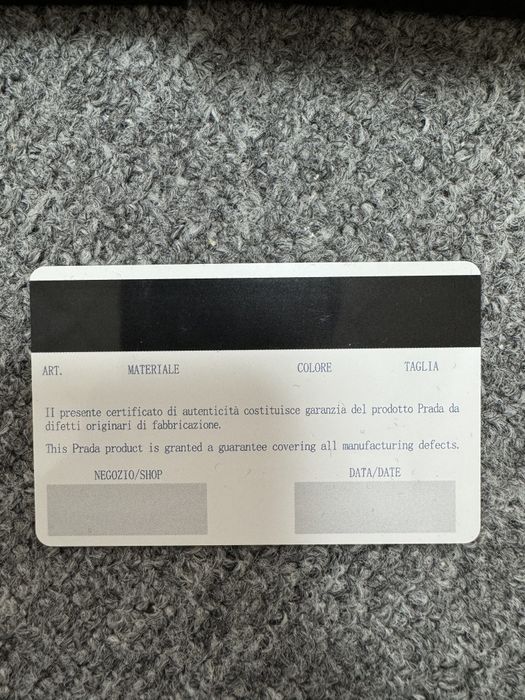 ART. MATERIALE COLORE TAGLIA
II presente certificato di autenticità costituisce garanzia del prodotto Prada da
difetti originari di fabbricazione.
This Prada product is granted a guarantee covering all manufacturing defects.
NEGOZIO/SHOP DATA/DATE